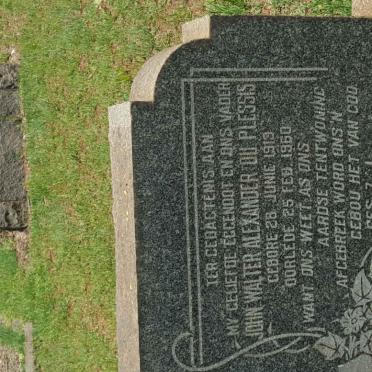 TER GEDAGTENIS AAN
MY GELIEFDE EGGENOOT EN ONS VADER
JOHN WALTER ALEXANDER DU PLESSIS
GEBORE 28 JUNIE 1913
OORLEDE 25 FEB. 1960
WANT ONS WEET AS ONS
AARDSE TENTWONING
AFGEBREEK WORD ONS 'N
GEBOU HET VAN GOD